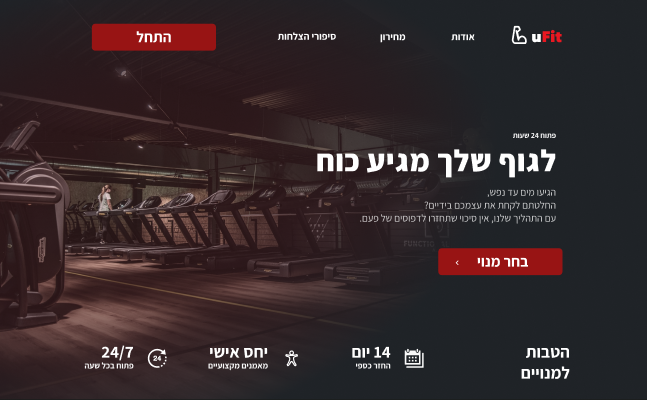 uFit
אודות
מחירון
סיפורי הצלחות
התחל
פתוח 24 שעות
לגוף שלך מגיע כוח
הגיעו מים עד נפש,
החלטתם לקחת את עצמכם בידיים?
עם התהליך שלנו, אין סיכוי שתחזרו לדפוסים של פעם.
בחר מנוי
הטבות
למנויים
14 יום
החזר כספי
יחס אישי
מאמנים מקצועיים
24
24/7
פתוח בכל שעה